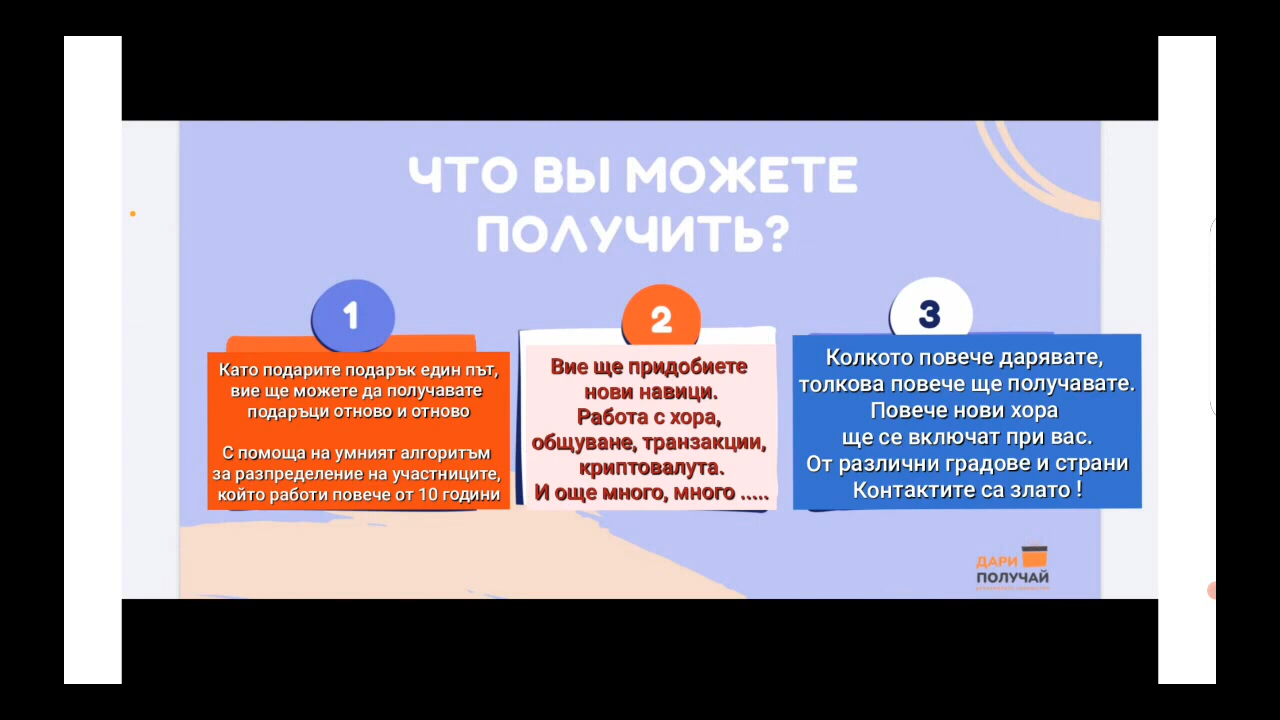 ЧТО ВЫ МОЖЕТЕ
ПОЛУЧИТЬ?
1
Като подарите подарък един път,
вие ще можете да получавате
подаръци отново и отново
С помоща на умният алгоритъм
за разпределение на участниците,
който работи повече от 10 години
2
Вие ще придобиете
нови навици.
Работа с хора,
общуване, транзакции,
криптовалута.
И още много, много .....
3
Колкото повече дарявате,
толкова повече ще получавате.
Повече нови хора
ще се включат при вас.
От различни градове и страни
Контактите са злато !
ДАРИ
ПОЛУЧАЙ